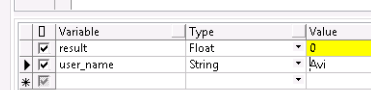 Variable Type Value
result Float 0
user_name String Avi